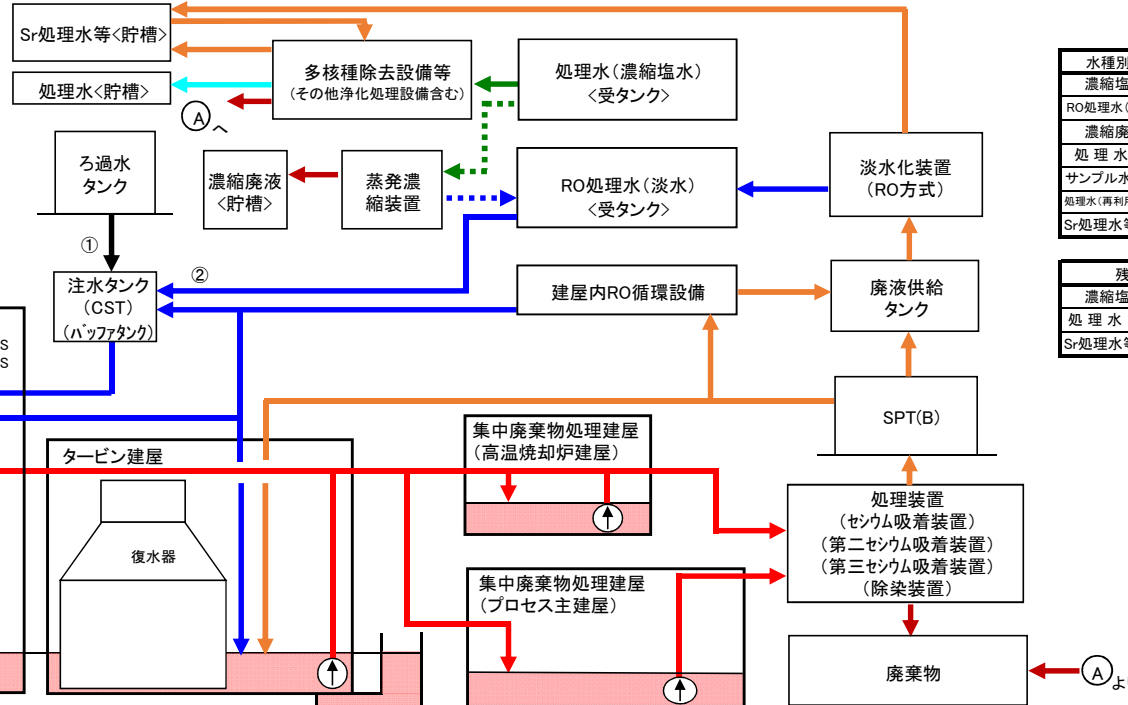 Sr処理水等<貯槽>
処理水<貯槽>
多核種除去設備等
(その他浄化処理設備含む)
Aへ
処理水(濃縮塩水)
<受タンク>
ろ過水
タンク
①
濃縮廃液
<貯槽>
蒸発濃
縮装置
RO処理水(淡水)
<受タンク>
淡水化装置
(RO方式)
水種別
濃縮塩
RO処理水(
濃縮廃
処理水
サンプル水
処理水(再利用
Sr処理水等
残
濃縮塩
処理水
Sr処理水等
②
注水タンク
(CST)
(バッファタンク)
建屋内RO循環設備
廃液供給
タンク
S
S
SPT(B)
タービン建屋
復水器
集中廃棄物処理建屋
(高温焼却炉建屋)
集中廃棄物処理建屋
(プロセス主建屋)
処理装置
(セシウム吸着装置)
(第二セシウム吸着装置)
(第三セシウム吸着装置)
(除染装置)
廃棄物
Aよ